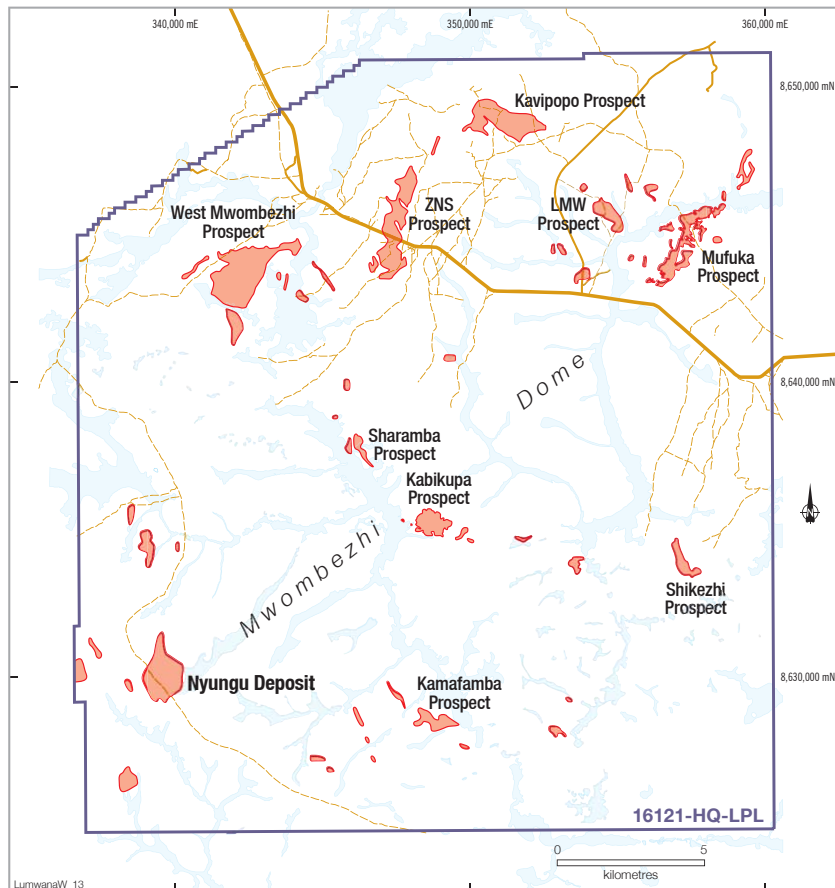 340,000 mE
350,000 mE
360,000 mE
8,650,000 mN
Kavipopo Prospect
West Mwombezhi
Prospect
ZNS
Prospect
LMW
Prospect
Mufuka
Prospect
8,640,000 mN
Dome
Sharamba
Prospect
Kabikupa
Prospect
Mwombezhi
Shikezhi
Prospect
Nyungu Deposit
Kamafamba
Prospect
8,630,000 mN
16121-HQ-LPL
0 5
kilometres
LumwanaW_13